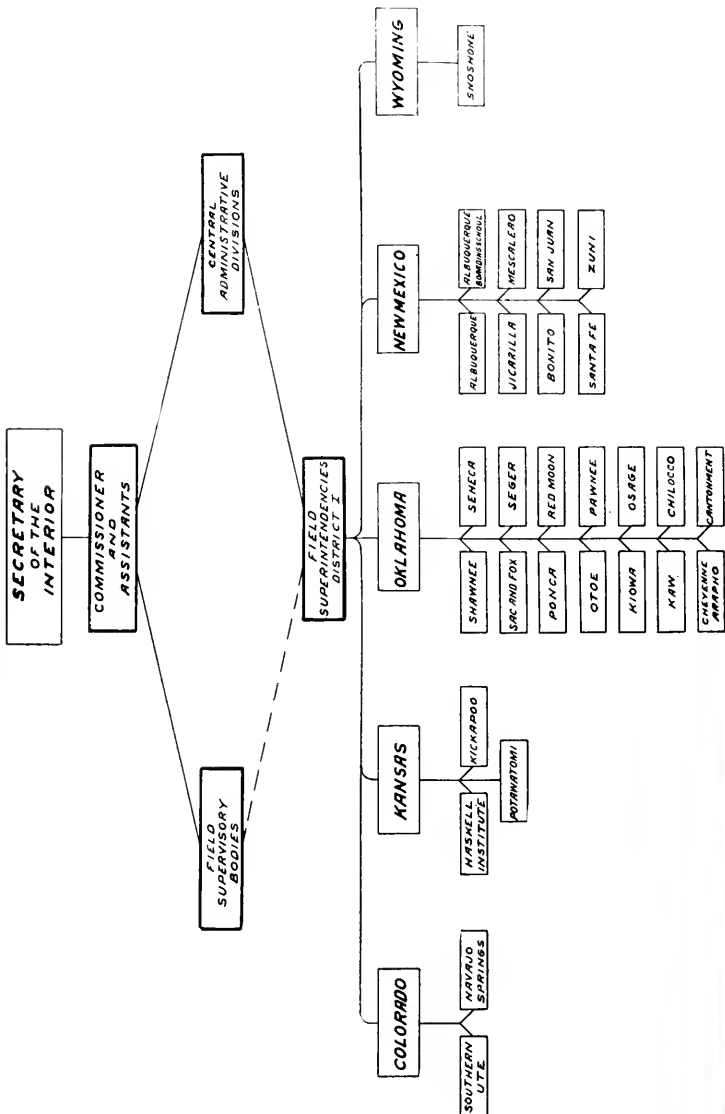 SECRETARY
OF THE
INTERIOR
COMMISSIONER
AND
ASSISTANTS
FIELD
SUPERVISORY
BODIES
CENTRAL
ADMINISTRATIVE
DIVISIONS
FIELD
SUPERINTENDENCIES
DISTRICT I
COLORADO
KANSAS
OKLAHOMA
NEW MEXICO
WYOMING
SOUTHERN
UTE
NAVAJO
SPRINGS
HASKELL
INSTITUTE
KICKAPOO
POTAWATOMI
SHAWNEE
SENECA
SAC AND FOX
SEGER
PONCA
RED MOON
OTOE
PAWNEE
KIOWA
OSAGE
KAW
CHILOCCO
CHEYENNE
ARAPHO
CANTONMENT
ALBUQUERQUE
ALBUQUERQUE
BOARDING SCHOOL
JICARILLA
MESCALERO
BONITO
SAN JUAN
SANTA FE
ZUNI
SHOSHONE